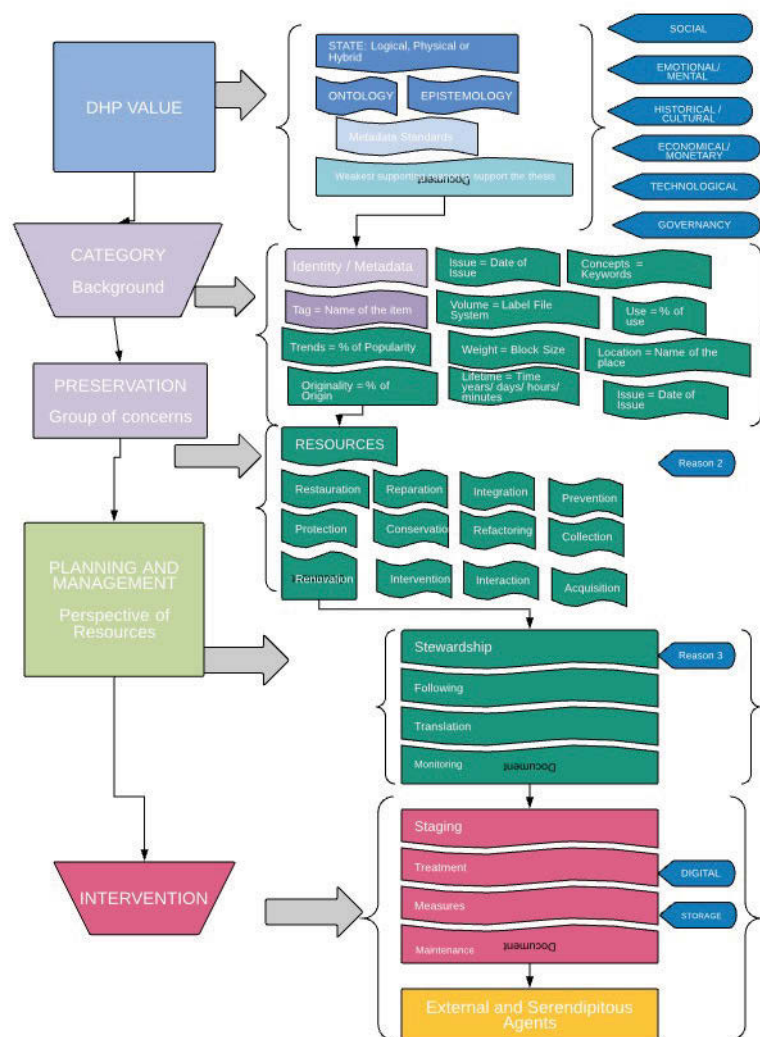 DHP VALUE
STATE: Logical, Physical or
Hybrid
ONTOLOGY
EPISTEMOLOGY
Metadada Standards
Weakest supporting
support the thesis
Document
SOCIAL
EMOTIONAL/
MENTAL
HISTORICAL /
CULTURAL
ECONOMICAL/
MONETARY
TECHNOLOGICAL
GOVERNANCY
CATEGORY
Background
Identitty / Metadata
Issue = Date of
Issue
Concepts =
Keywords
Tag = Name of the item
Volume = Label File
System
Use = % of
use
Trends = % of Popularity
Weight = Block Size
Location = Name of the
place
Originality = % of
Origin
Lifetime = Time
years/ days/ hours/
minutes
Issue = Date of
Issue
PRESERVATION
Group of concerns
RESOURCES
Reason 2
Restauration
Reparation
Integration
Prevention
Protection
Conservation
Refactoring
Collection
Renovation
Intervention
Interaction
Acquisition
PLANNING AND
MANAGEMENT
Perspective of
Resources
Stewardship
Reason 3
Following
Translation
Monitoring
Document
INTERVENTION
Staging
Treatment
DIGITAL
Measures
STORAGE
Maintenance
Document
External and Serendipitous
Agents